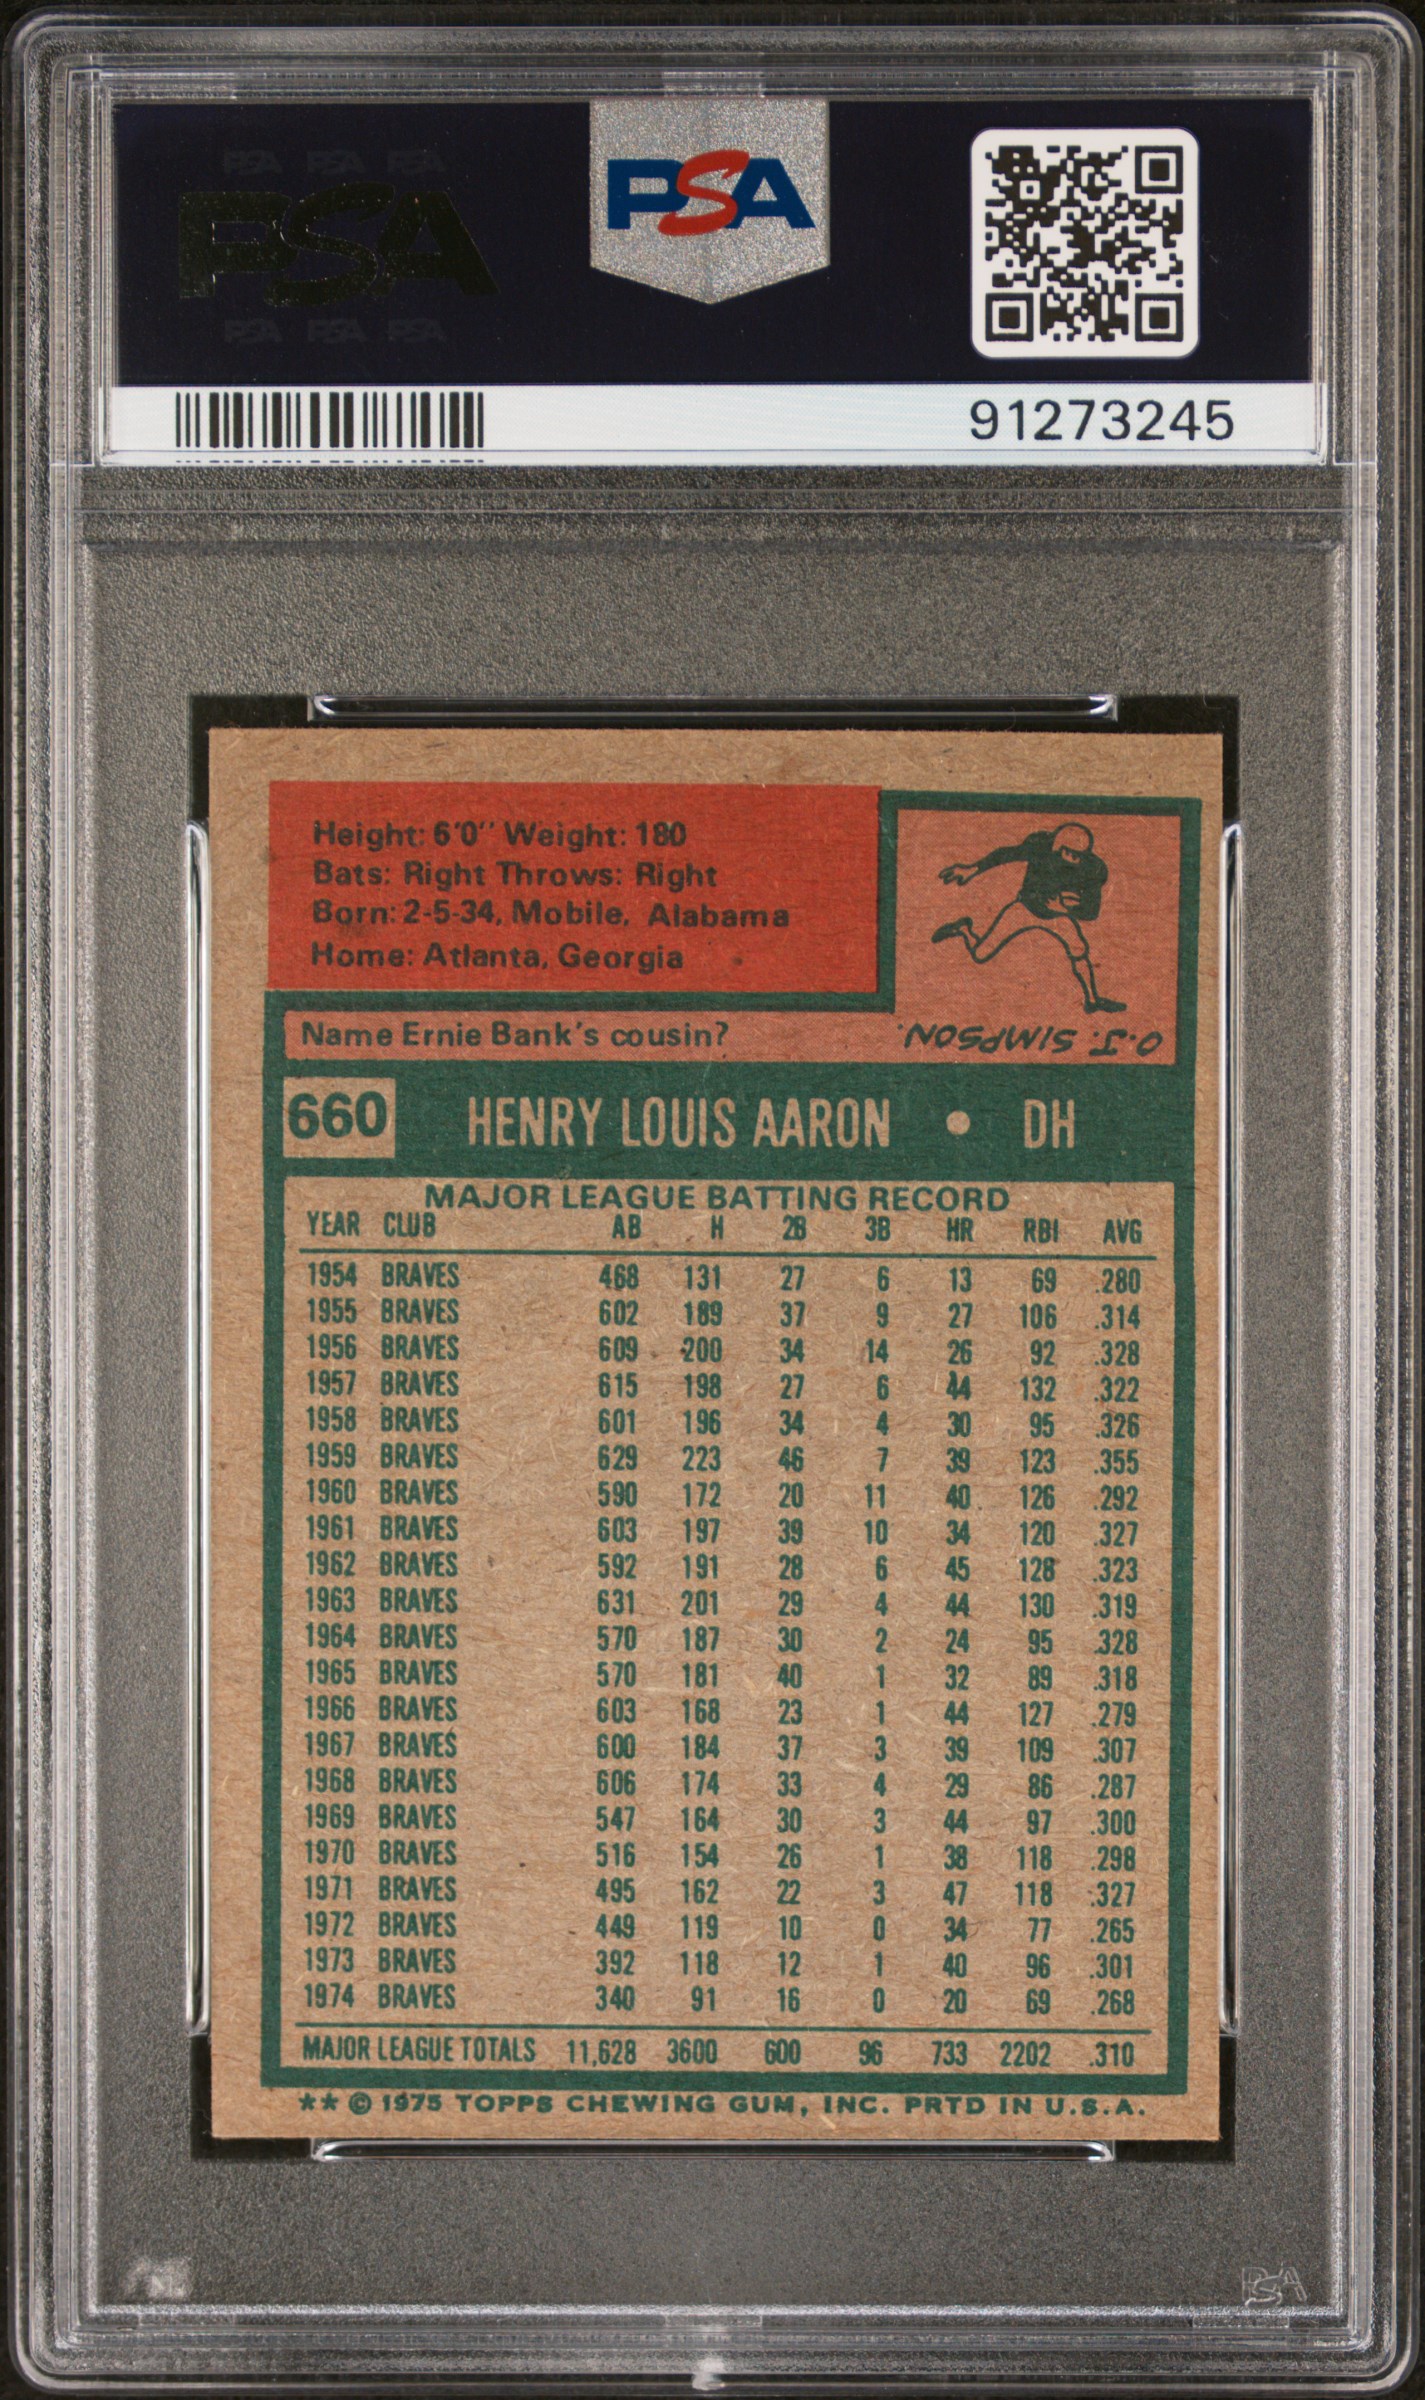 PSA PSA PSA
PSA
PSA PSA PSA
PSA
91273245
Height: 6'0" Weight: 180
Bats: Right Throws: Right
Born: 2-5-34, Mobile, Alabama
Home: Atlanta, Georgia
Name Ernie Bank's cousin?
O.J. SIMPSON.
660 HENRY LOUIS AARON • DH
MAJOR LEAGUE BATTING RECORD
YEAR CLUB AB H 2B 3B HR RBI AVG
1954 BRAVES 468 131 27 6 13 69 .280
1955 BRAVES 602 189 37 9 27 106 .314
1956 BRAVES 609 200 34 14 26 92 .328
1957 BRAVES 615 198 27 6 44 132 .322
1958 BRAVES 601 196 34 4 30 95 .326
1959 BRAVES 629 223 46 7 39 123 .355
1960 BRAVES 590 172 20 11 40 126 .292
1961 BRAVES 603 197 39 10 34 120 .327
1962 BRAVES 592 191 28 6 45 128 .323
1963 BRAVES 631 201 29 4 44 130 .319
1964 BRAVES 570 187 30 2 24 95 .328
1965 BRAVES 570 181 40 1 32 89 .318
1966 BRAVES 603 168 23 1 44 127 .279
1967 BRAVES 600 184 37 3 39 109 .307
1968 BRAVES 606 174 33 4 29 86 .287
1969 BRAVES 547 164 30 3 44 97 .300
1970 BRAVES 516 154 26 1 38 118 .298
1971 BRAVES 495 162 22 3 47 118 .327
1972 BRAVES 449 119 10 0 34 77 .265
1973 BRAVES 392 118 12 1 40 96 .301
1974 BRAVES 340 91 16 0 20 69 .268
MAJOR LEAGUE TOTALS 11,628 3600 600 96 733 2202 .310
** © 1975 TOPPS CHEWING GUM, INC. PRTD IN U.S.A.
PSA